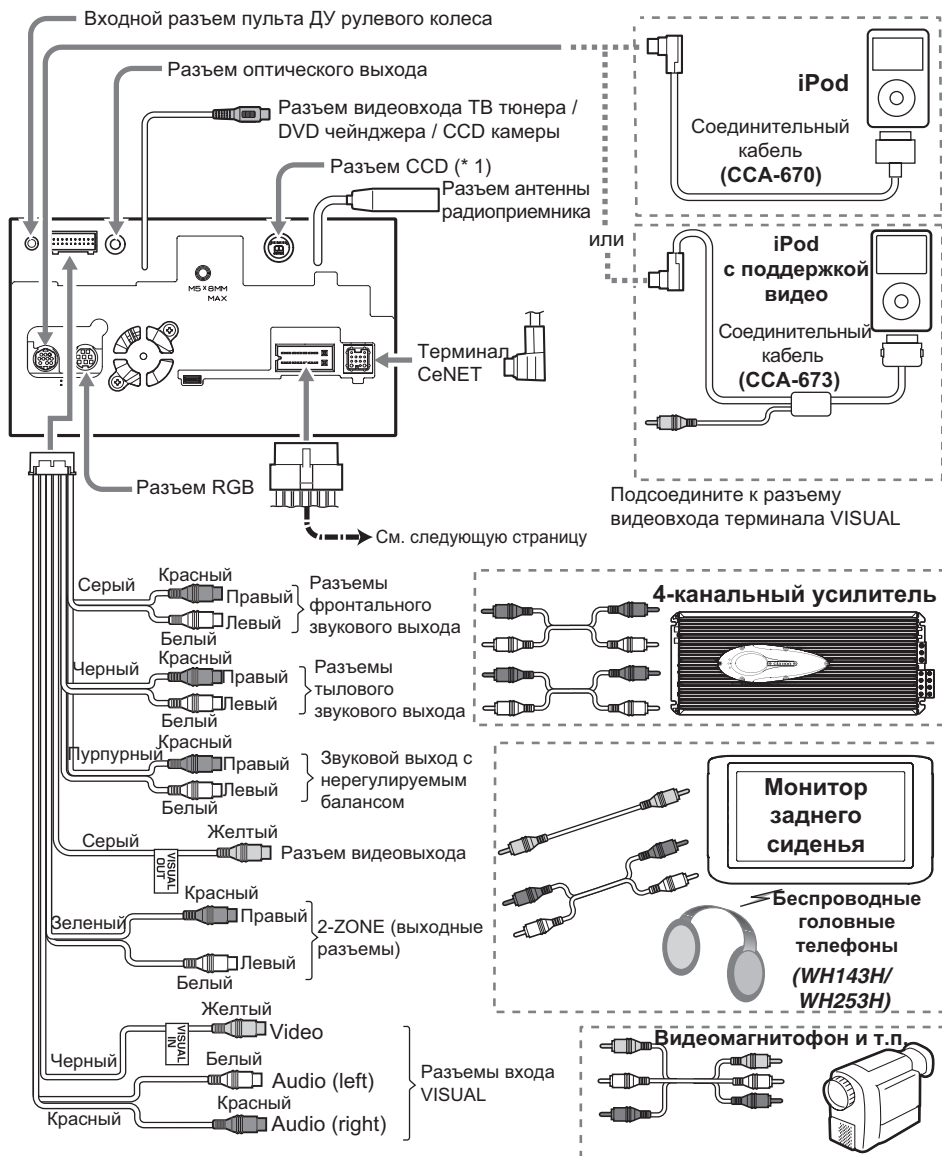 Входной разъем пульта ДУ рулевого колеса
Разъем оптического выхода
Разъем видеовхода ТВ тюнера /
DVD чейнджера / CCD камеры
Разъем CCD (* 1)
Разъем антенны
радиоприемника
M5×8MM
MAX
Терминал
CeNET
Разъем RGB
См. следующую страницу
iPod
Соединительный
кабель
(CCA-670)
или
iPod
с поддержкой
видео
Соединительный
кабель
(CCA-673)
Подсоедините к разъему
видеовхода терминала VISUAL
Серый
Красный
Правый
Левый
Белый
Разъемы
фронтального
звукового выхода
Черный
Красный
Правый
Левый
Белый
Разъемы
тылового
звукового выхода
Пурпурный
Красный
Правый
Левый
Белый
Звуковой выход с
нерегулируемым
балансом
Серый
VISUAL
OUT
Желтый
Разъем видеовыхода
Зеленый
Красный
Правый
Левый
Белый
2-ZONE (выходные
разъемы)
Черный
VISUAL
IN
Желтый
Video
Белый
Audio (left)
Красный
Красный
Audio (right)
Разъемы входа
VISUAL
4-канальный усилитель
Монитор
заднего
сиденья
Беспроводные
головные
телефоны
(WH143H/
WH253H)
Видеомагнитофон и т.п.